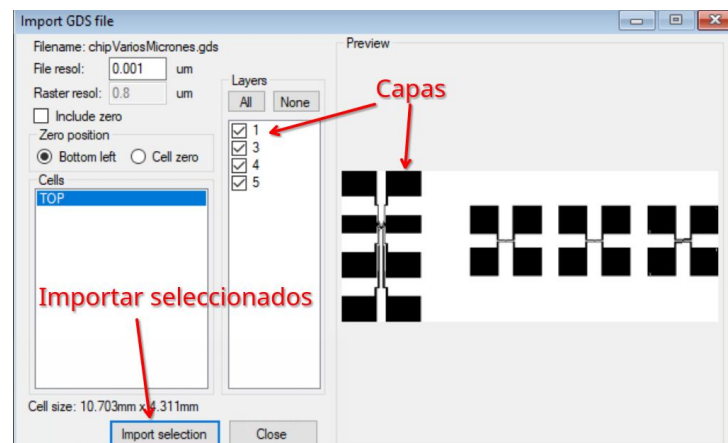 Import GDS file
Filename: chipVariosMicrones.gds
File resol: 0.001 um
Raster resol: 0.8 um
Include zero
Zero position
Bottom left Cell zero
Cells
TOP
Layers
All None
1
3
4
5
Preview
Capas
Importar seleccionados
Cell size: 10.703mm x 4.311mm
Import selection Close